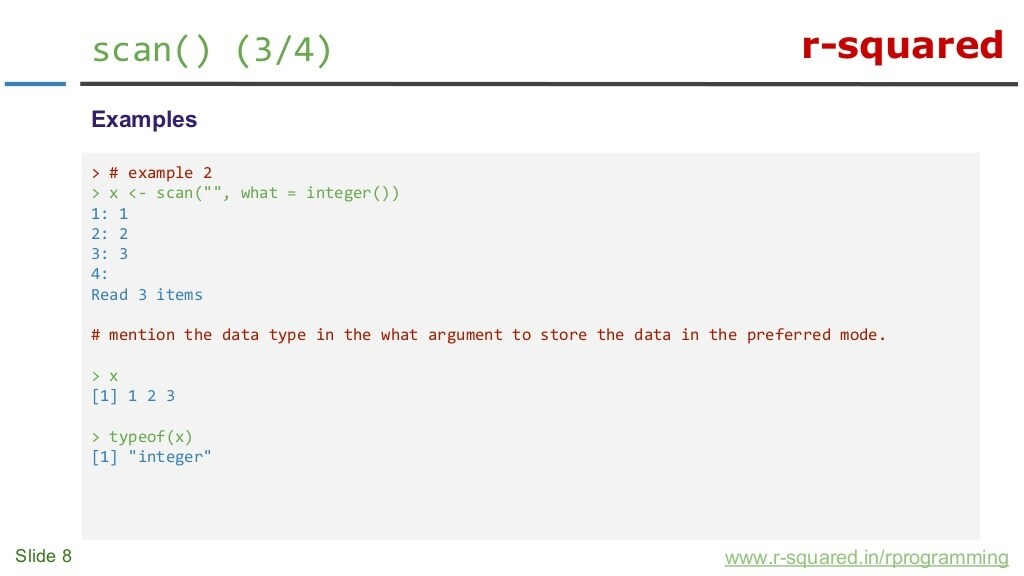 scan() (3/4)
r-squared
Examples
> # example 2
> x <- scan("", what = integer())
1: 1
2: 2
3: 3
4:
Read 3 items
# mention the data type in the what argument to store the data in the preferred mode.
> x
[1] 1 2 3
> typeof(x)
[1] "integer"
Slide 8
www.r-squared.in/rprogramming